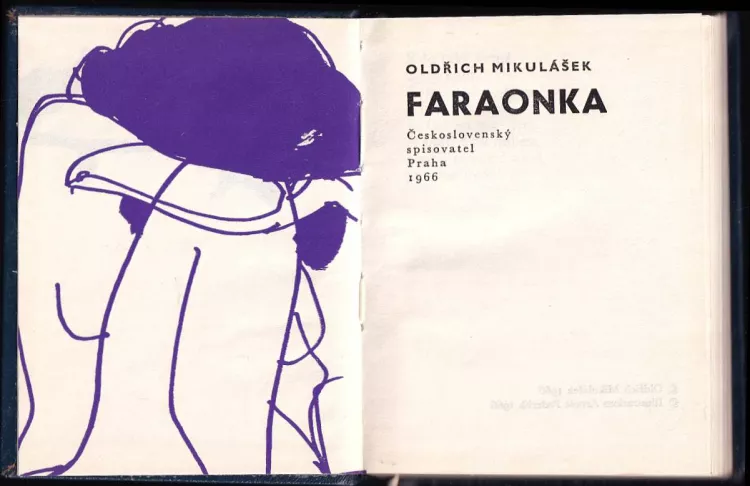 OLDŘICH MIKULÁŠEK
FARAONKA
Československý
spisovatel
Praha
1966